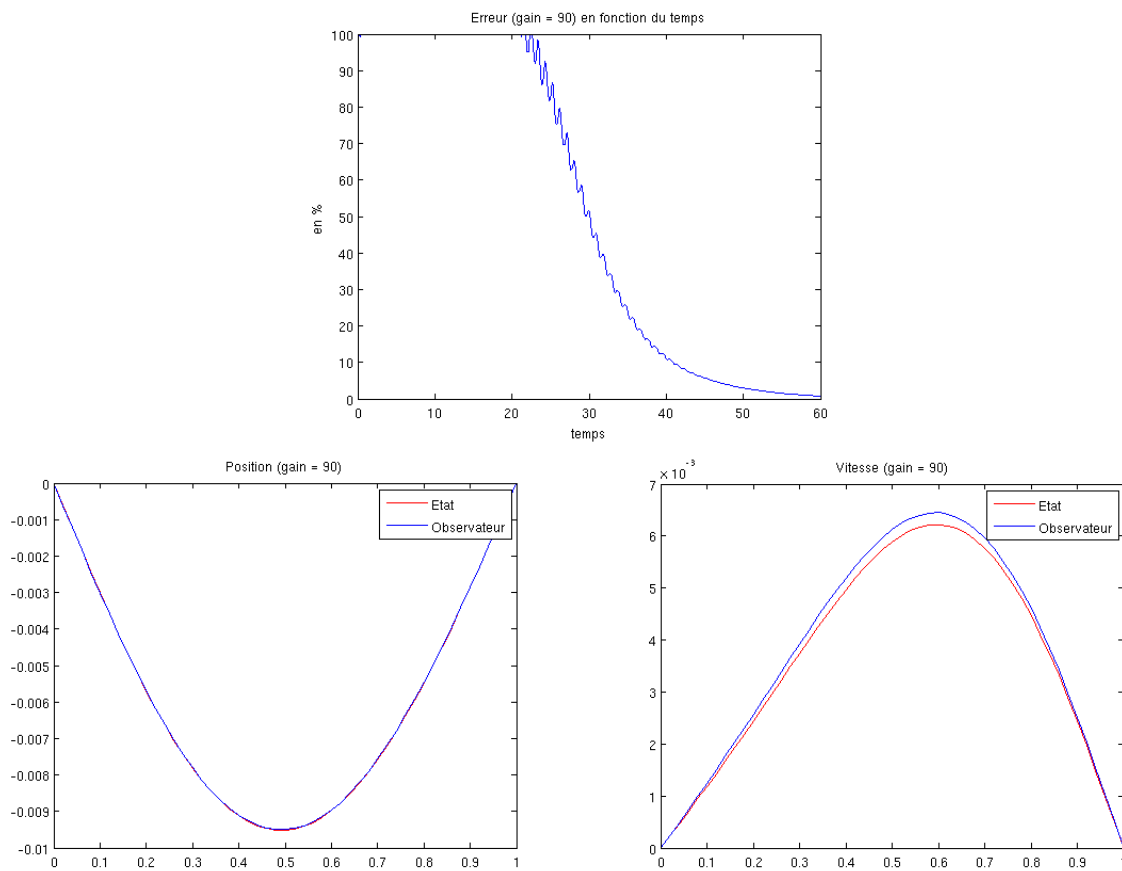 Erreur (gain = 90) en fonction du temps
100
90
80
70
60
50
40
30
20
10
0
en %
0 10 20 30 40 50 60
temps
Position (gain = 90)
0
-0.001
-0.002
-0.003
-0.004
-0.005
-0.006
-0.007
-0.008
-0.009
-0.01
0 0.1 0.2 0.3 0.4 0.5 0.6 0.7 0.8 0.9 1
Etat
Observateur
Vitesse (gain = 90)
× 10⁻³
7
6
5
4
3
2
1
0
0 0.1 0.2 0.3 0.4 0.5 0.6 0.7 0.8 0.9 1
Etat
Observateur